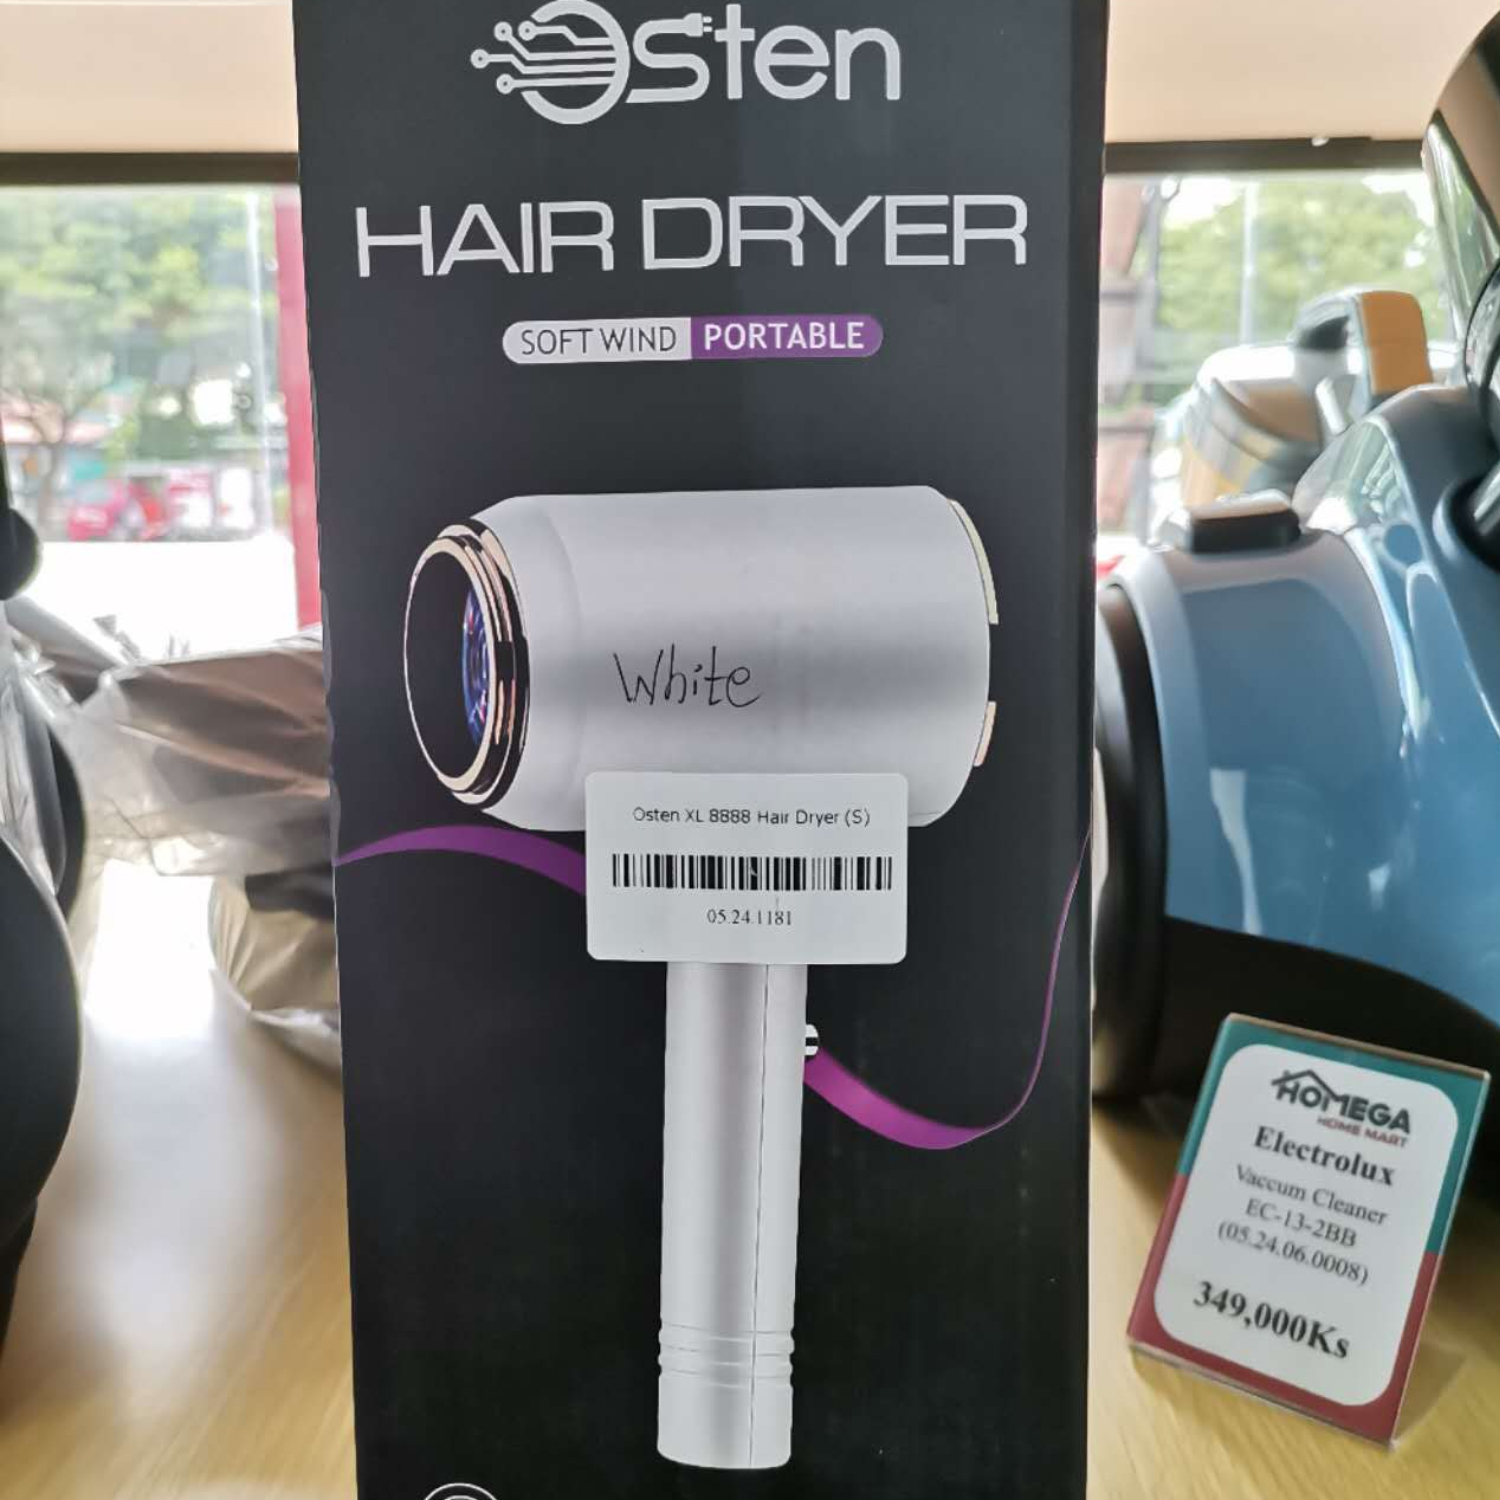 Osten
HAIR DRYER
SOFT WIND PORTABLE
White
Osten XL 8888 Hair Dryer (S)
05.24.1181
HOMEGA
HOME MART
Electrolux
Vaccum Cleaner
EC-13-2BB
(05.24.06.0008)
349,000Ks